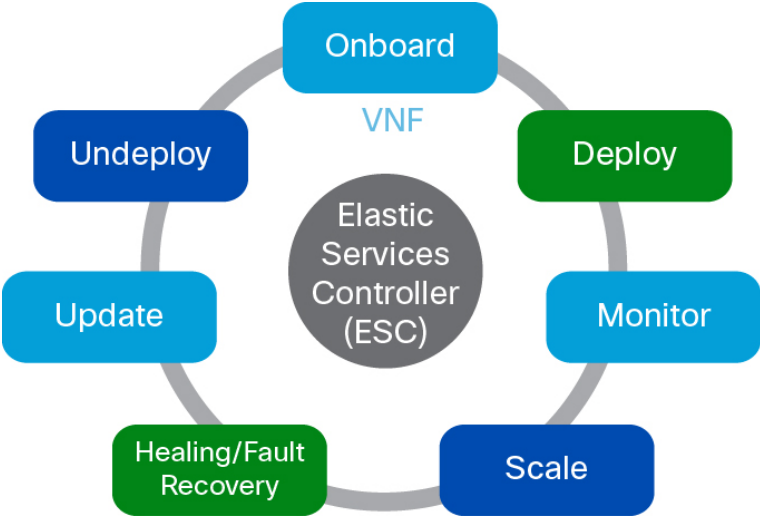 Onboard
VNF
Undeploy
Deploy
Elastic
Services
Controller
(ESC)
Update
Monitor
Healing/Fault
Recovery
Scale